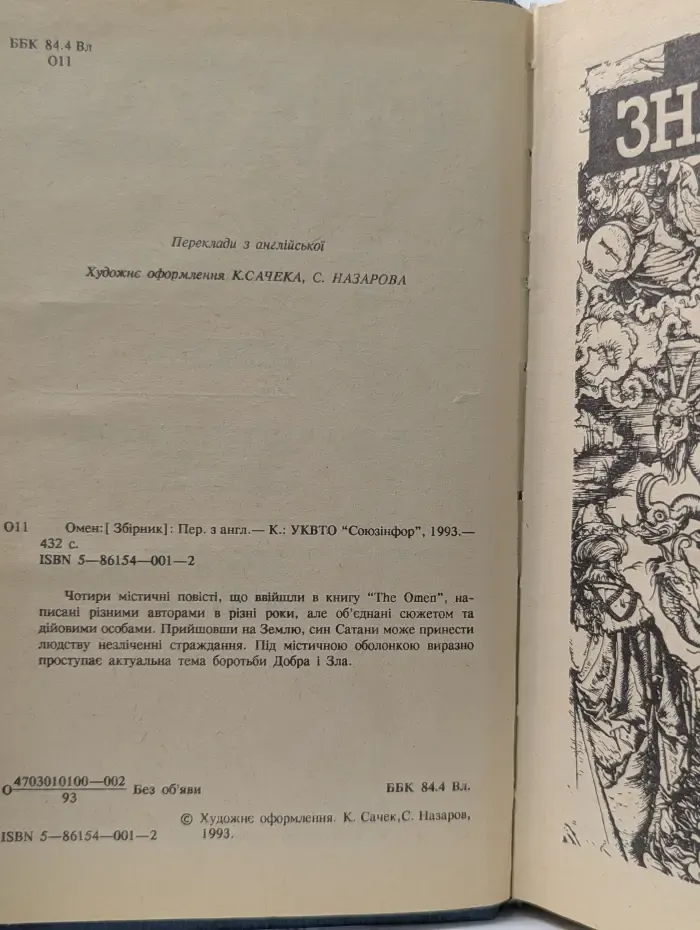 ББК 84.4 Вл
О11
Переклади з англійської
Художнє оформлення К.САЧЕКА, С. НАЗАРОВА
О11 Омен:[ Збірник]: Пер. з англ.— К.: УКВТО “Союзінфор”, 1993.—
432 с.
ISBN 5—86154—001—2
Чотири містичні повісті, що ввійшли в книгу “The Omen”, на-
писані різними авторами в різні роки, але об’єднані сюжетом та
дійовими особами. Прийшовши на Землю, син Сатани може принести
людству незліченні страждання. Під містичною оболонкою виразно
проступає актуальна тема боротьби Добра і Зла.
О 4703010100—002
93
Без об’яви
ББК 84.4 Вл.
© Художнє оформлення. К. Сачек,С. Назаров,
1993.
ISBN 5—86154—001—2